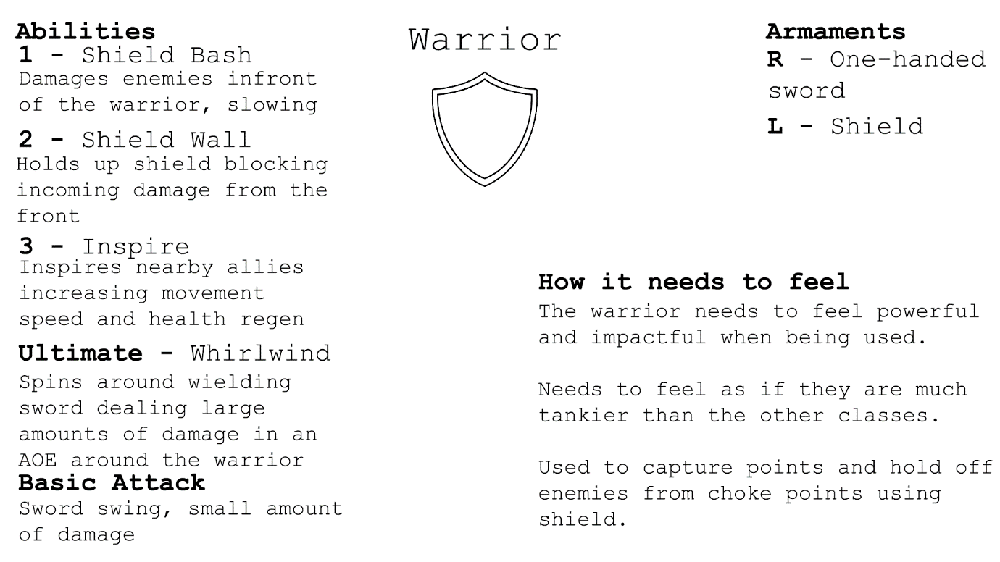 Abilities
1 - Shield Bash
Damages enemies infront
of the warrior, slowing
2 - Shield Wall
Holds up shield blocking
incoming damage from the
front
3 - Inspire
Inspires nearby allies
increasing movement
speed and health regen
Ultimate - Whirlwind
Spins around wielding
sword dealing large
amounts of damage in an
AOE around the warrior
Basic Attack
Sword swing, small amount
of damage
Warrior
Armaments
R - One-handed
sword
L - Shield
How it needs to feel
The warrior needs to feel powerful
and impactful when being used.
Needs to feel as if they are much
tankier than the other classes.
Used to capture points and hold off
enemies from choke points using
shield.